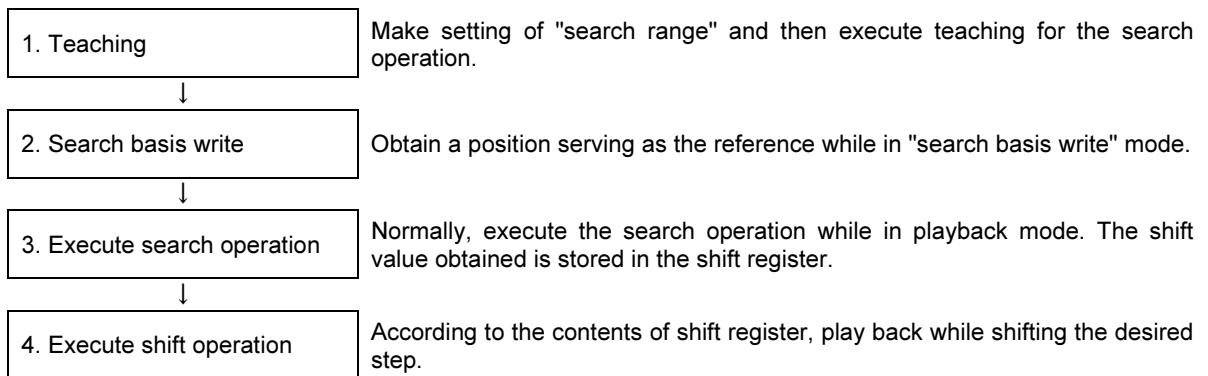 1. Teaching
Make setting of "search range" and then execute teaching for the search
operation.
↓
2. Search basis write
Obtain a position serving as the reference while in "search basis write" mode.
↓
3. Execute search operation
Normally, execute the search operation while in playback mode. The shift
value obtained is stored in the shift register.
↓
4. Execute shift operation
According to the contents of shift register, play back while shifting the desired
step.